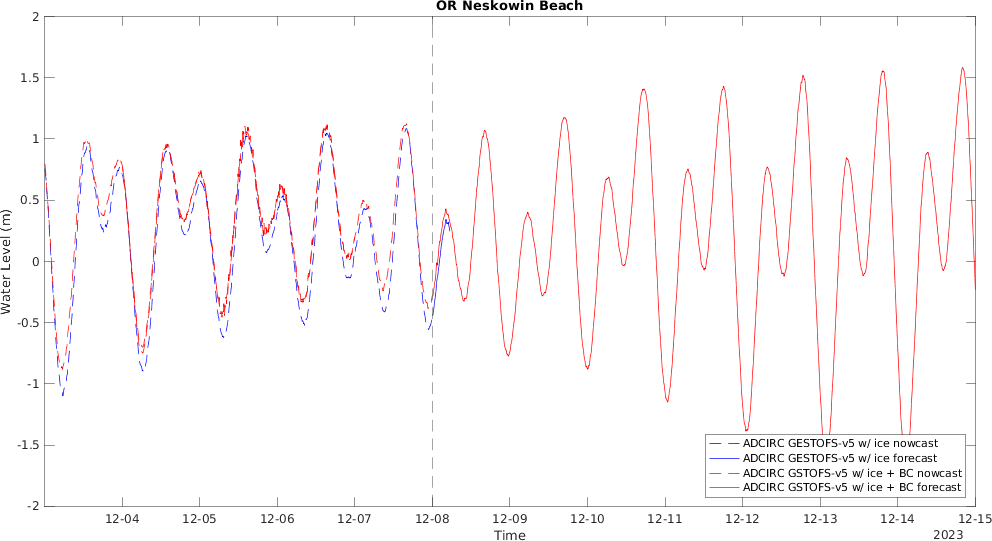 OR Neskowin Beach
2
1.5
1
0.5
0
-0.5
-1
-1.5
-2
Water Level (m)
ADCIRC GESTOFS-v5 w/ ice nowcast
ADCIRC GESTOFS-v5 w/ ice forecast
ADCIRC GSTOFS-v5 w/ ice + BC nowcast
ADCIRC GSTOFS-v5 w/ ice + BC forecast
12-04 12-05 12-06 12-07 12-08 12-09 12-10 12-11 12-12 12-13 12-14 12-15
Time
2023